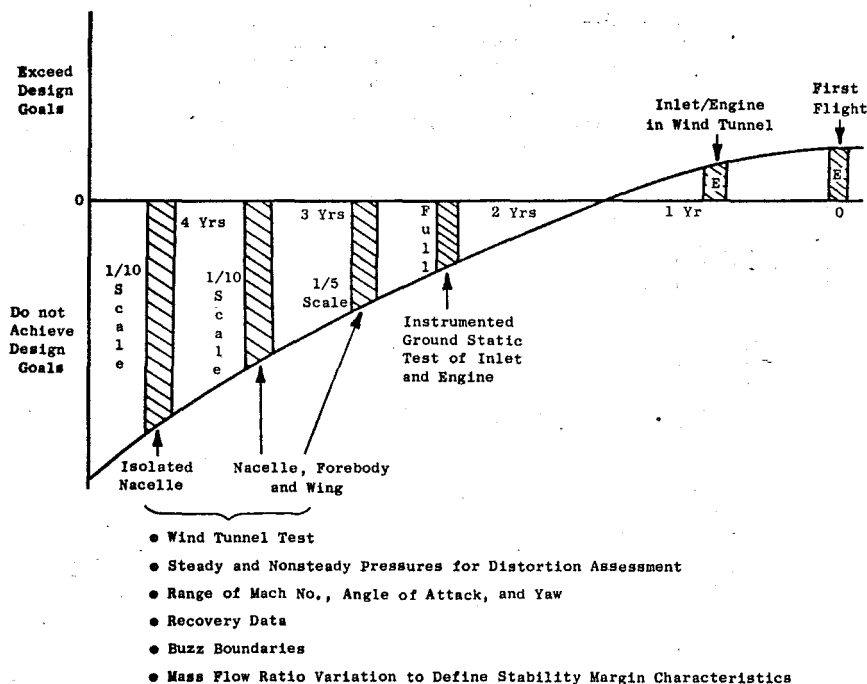 Exceed
Design
Goals
First
Flight
Inlet/Engine
in Wind Tunnel
E
E
0
4 Yrs
3 Yrs
2 Yrs
1 Yr
0
1/10
Scale
1/10
Scale
1/5
Scale
Full
Do not
Achieve
Design
Goals
Instrumented
Ground Static
Test of Inlet
and Engine
Isolated
Nacelle
Nacelle, Forebody
and Wing
• Wind Tunnel Test
• Steady and Nonsteady Pressures for Distortion Assessment
• Range of Mach No., Angle of Attack, and Yaw
• Recovery Data
• Buzz Boundaries
• Mass Flow Ratio Variation to Define Stability Margin Characteristics